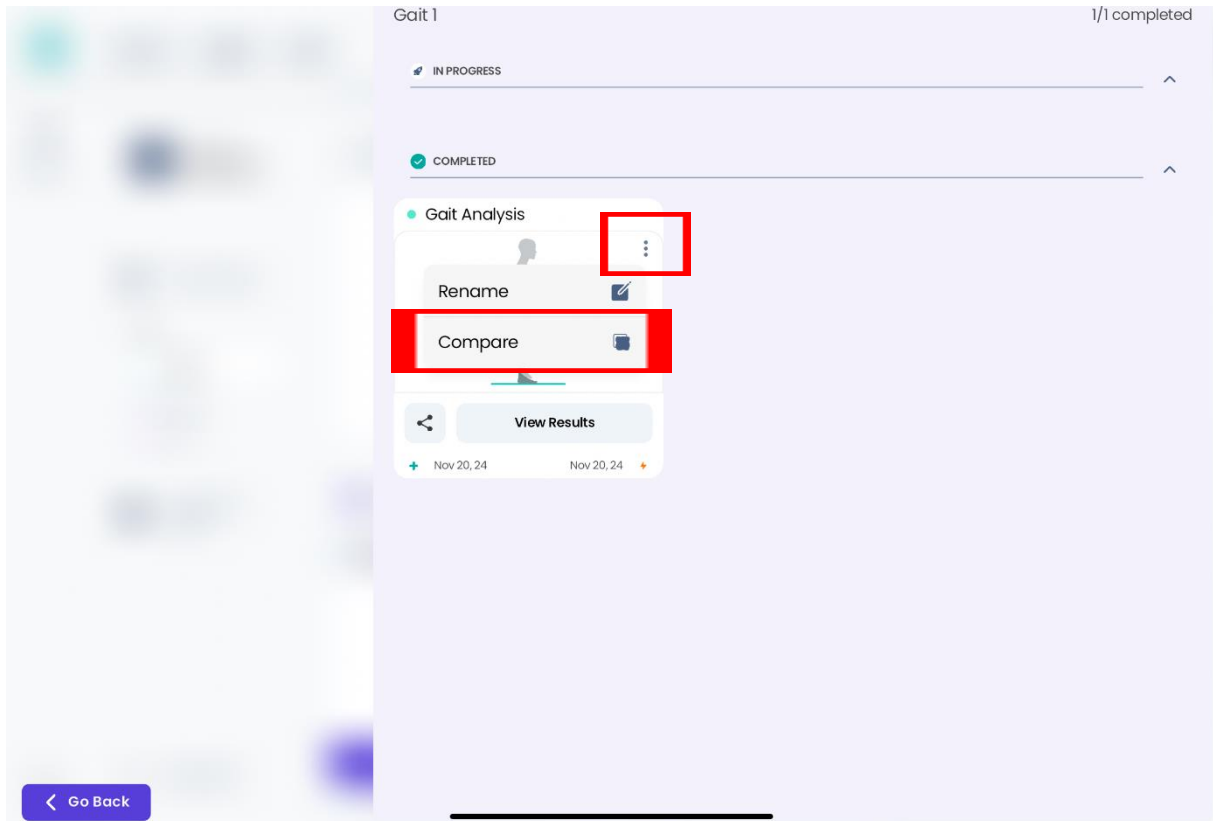 Gait 1 1/1 completed
IN PROGRESS
COMPLETED
Gait Analysis
Rename
Compare
View Results
Nov 20, 24 Nov 20, 24
Go Back